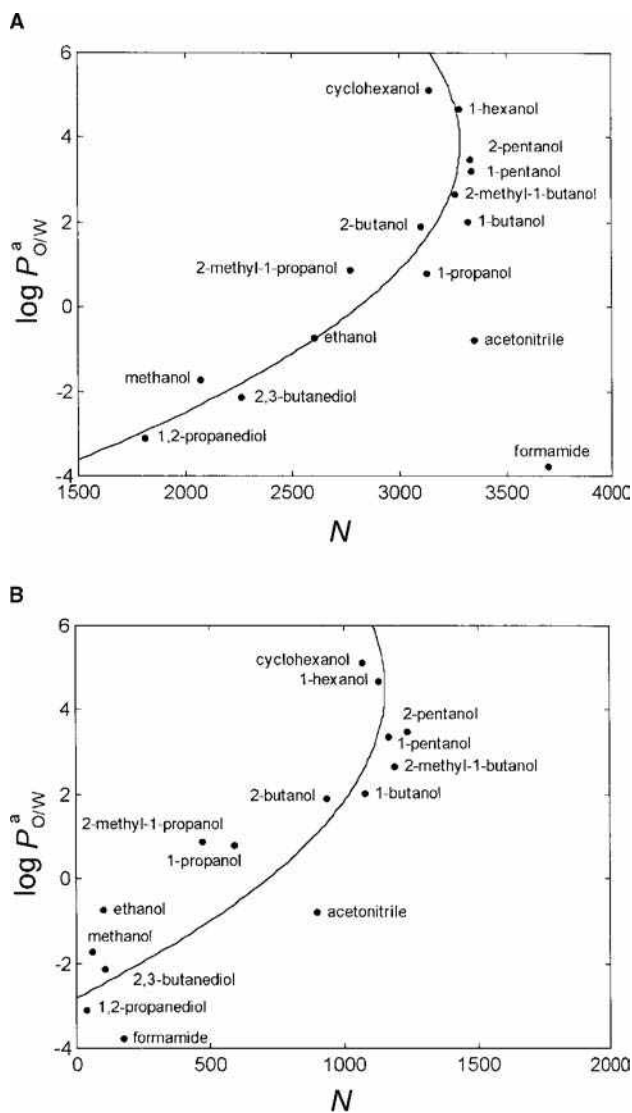 A
6
cyclohexanol
1-hexanol
4
2-pentanol
1-pentanol
2-methyl-1-butanol
2
2-butanol
1-butanol
2-methyl-1-propanol
1-propanol
log P^a_O/W
0
ethanol
acetonitrile
methanol
-2
2,3-butanediol
1,2-propanediol
formamide
-4
1500 2000 2500 3000 3500 4000
N
B
6
cyclohexanol
1-hexanol
4
2-pentanol
1-pentanol
2-methyl-1-butanol
2
2-butanol
1-butanol
2-methyl-1-propanol
1-propanol
log P^a_O/W
0
ethanol
acetonitrile
methanol
-2
2,3-butanediol
1,2-propanediol
formamide
-4
0 500 1000 1500 2000
N